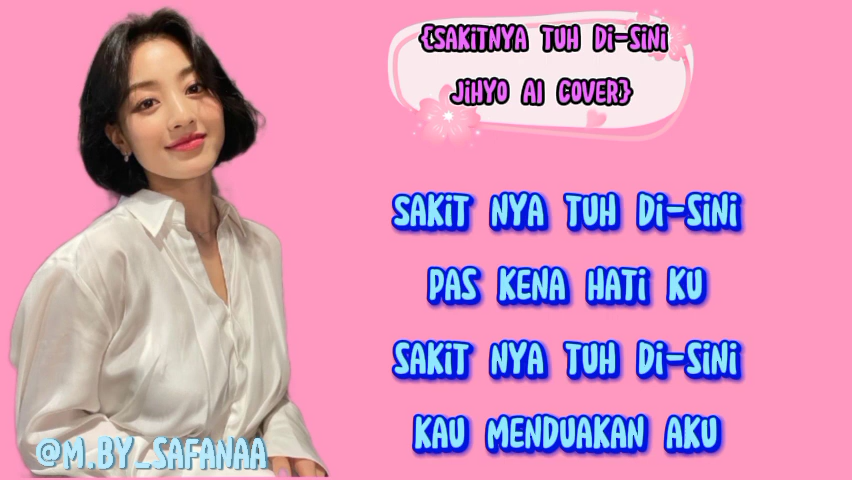 {SAKiTNYA TUH Di-SiNi
JiHYO AI COVER}
SAKiT NYA TUH Di-SiNi
PAS KENA HATi KU
SAKiT NYA TUH Di-SiNi
KAU MENDUAKAN AKU
@M.BY_SAFANAA